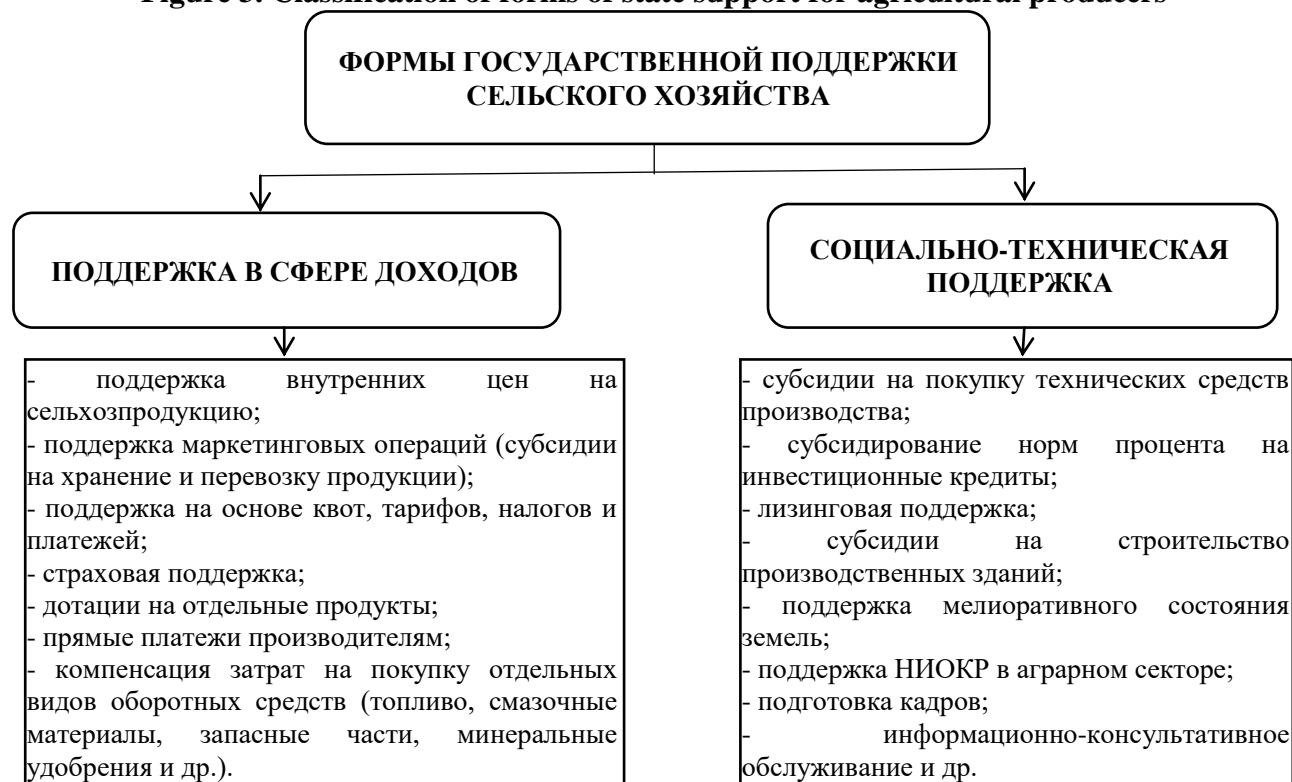 Figure 3. Classification of forms of state support for agricultural producers
ФОРМЫ ГОСУДАРСТВЕННОЙ ПОДДЕРЖКИ
СЕЛЬСКОГО ХОЗЯЙСТВА
ПОДДЕРЖКА В СФЕРЕ ДОХОДОВ
- поддержка внутренних цен на
сельхозпродукцию;
- поддержка маркетинговых операций (субсидии
на хранение и перевозку продукции);
- поддержка на основе квот, тарифов, налогов и
платежей;
- страховая поддержка;
- дотации на отдельные продукты;
- прямые платежи производителям;
- компенсация затрат на покупку отдельных
видов оборотных средств (топливо, смазочные
материалы, запасные части, минеральные
удобрения и др.).
СОЦИАЛЬНО-ТЕХНИЧЕСКАЯ
ПОДДЕРЖКА
- субсидии на покупку технических средств
производства;
- субсидирование норм процента на
инвестиционные кредиты;
- лизинговая поддержка;
- субсидии на строительство
производственных зданий;
- поддержка мелиоративного состояния
земель;
- поддержка НИОКР в аграрном секторе;
- подготовка кадров;
- информационно-консультативное
обслуживание и др.